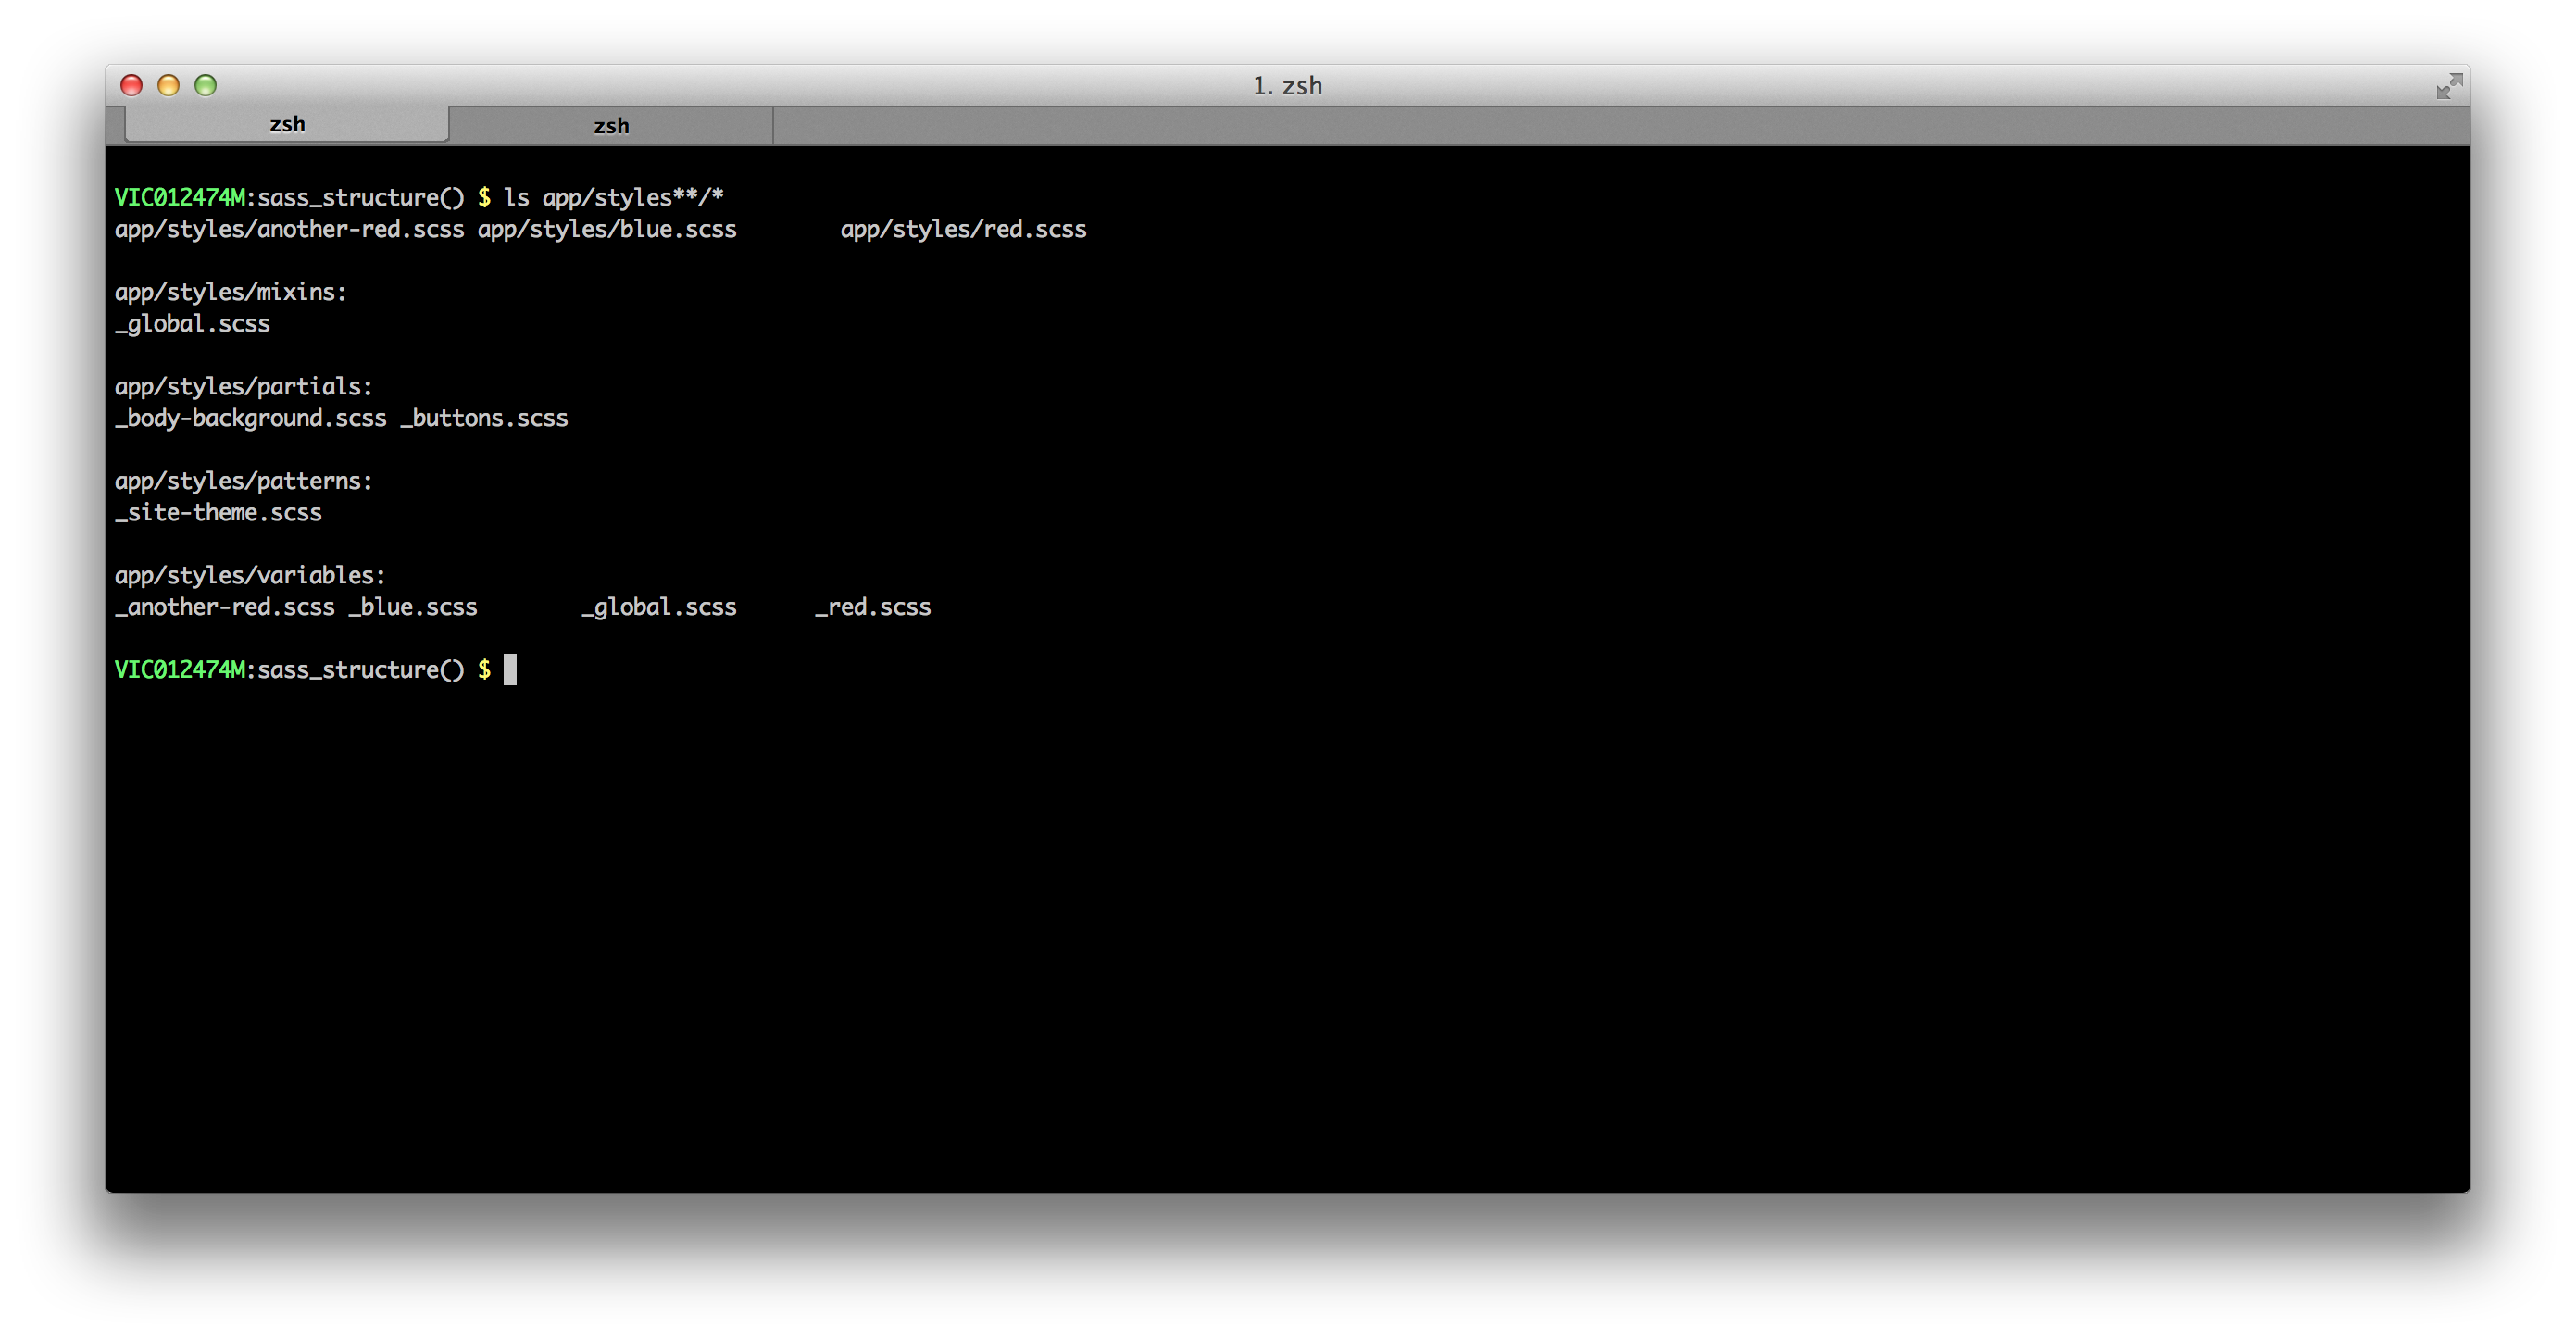 1. zsh
zsh zsh
VIC012474M:sass_structure() $ ls app/styles**/*
app/styles/another-red.scss app/styles/blue.scss        app/styles/red.scss
app/styles/mixins:
_global.scss
app/styles/partials:
_body-background.scss _buttons.scss
app/styles/patterns:
_site-theme.scss
app/styles/variables:
_another-red.scss _blue.scss        _global.scss      _red.scss
VIC012474M:sass_structure() $